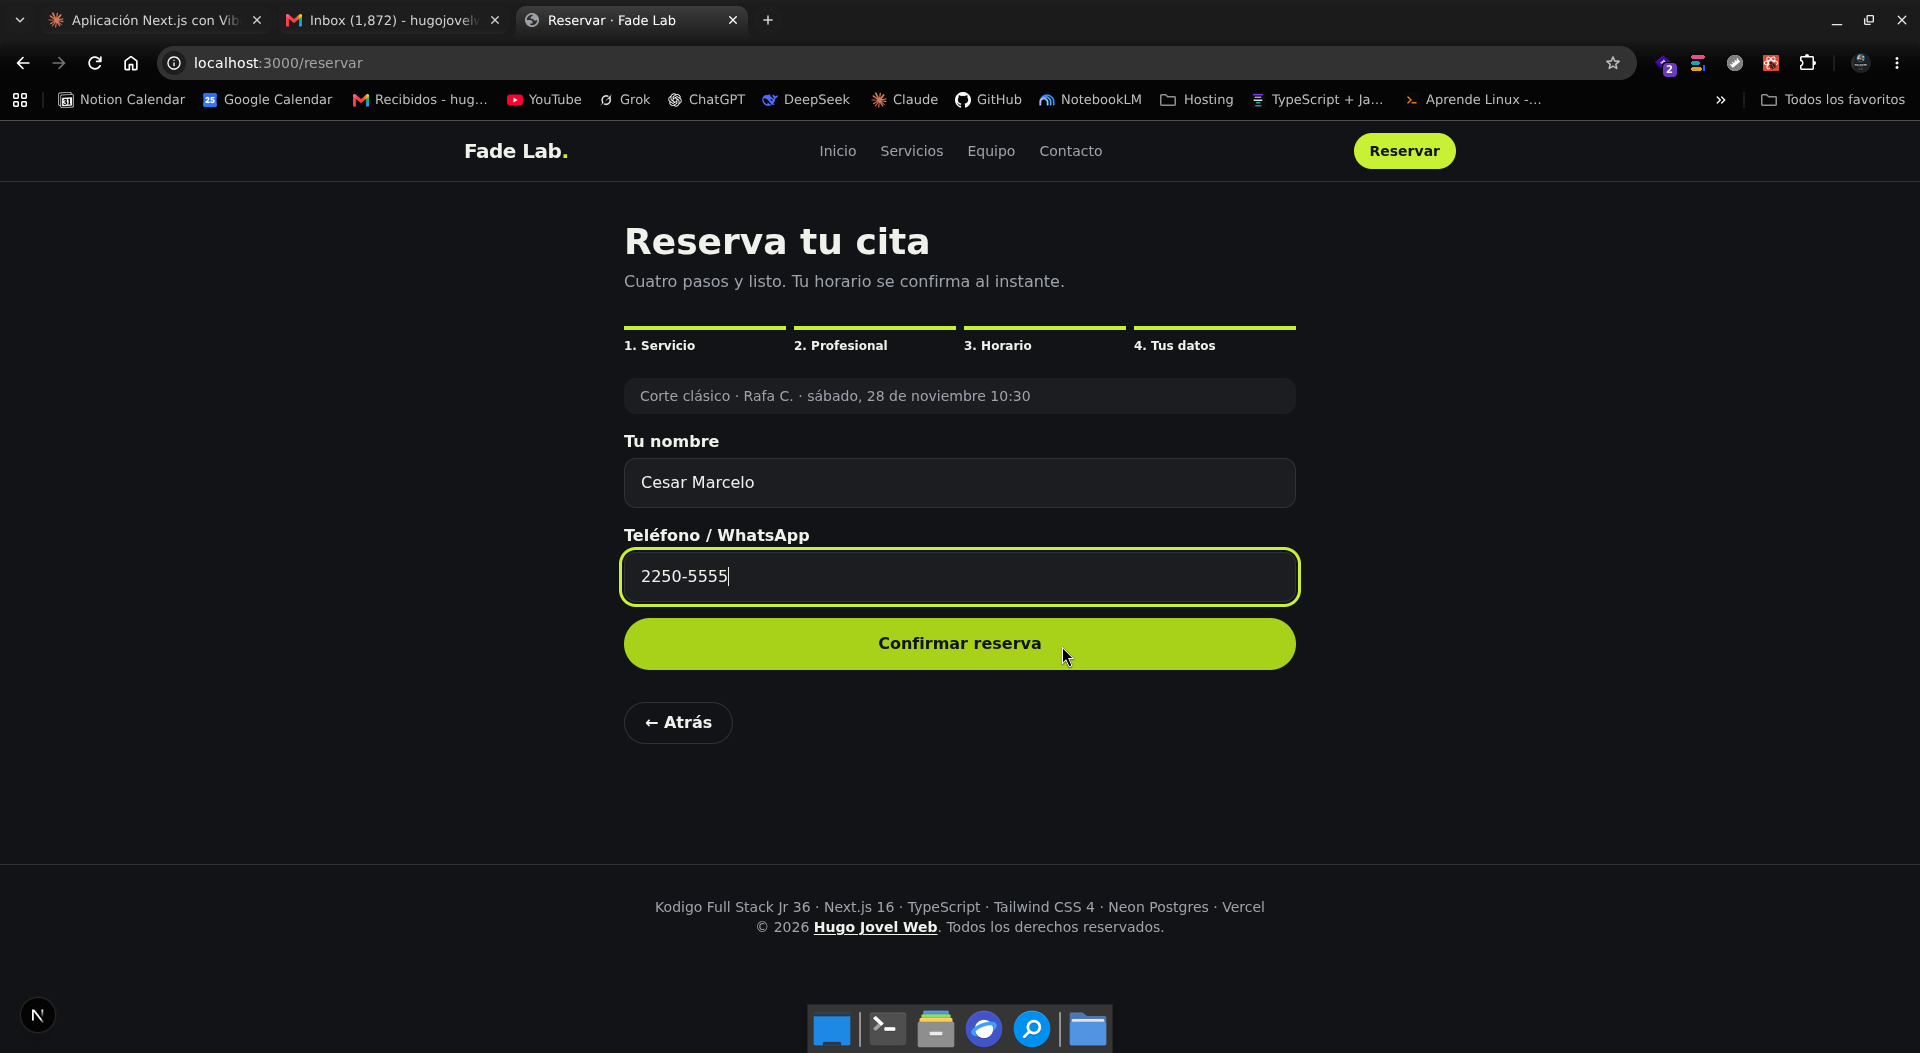 Aplicación Next.js con Vib
Inbox (1,872) - hugojovelw
Reservar · Fade Lab
localhost:3000/reservar
2
Notion Calendar
Google Calendar
Recibidos - hug...
YouTube
Grok
ChatGPT
DeepSeek
Claude
GitHub
NotebookLM
Hosting
TypeScript + Ja...
Aprende Linux -...
Todos los favoritos
Fade Lab.
Inicio
Servicios
Equipo
Contacto
Reservar
Reserva tu cita
Cuatro pasos y listo. Tu horario se confirma al instante.
1. Servicio
2. Profesional
3. Horario
4. Tus datos
Corte clásico · Rafa C. · sábado, 28 de noviembre 10:30
Tu nombre
Cesar Marcelo
Teléfono / WhatsApp
2250-5555
Confirmar reserva
← Atrás
Kodigo Full Stack Jr 36 · Next.js 16 · TypeScript · Tailwind CSS 4 · Neon Postgres · Vercel
© 2026 Hugo Jovel Web. Todos los derechos reservados.
N